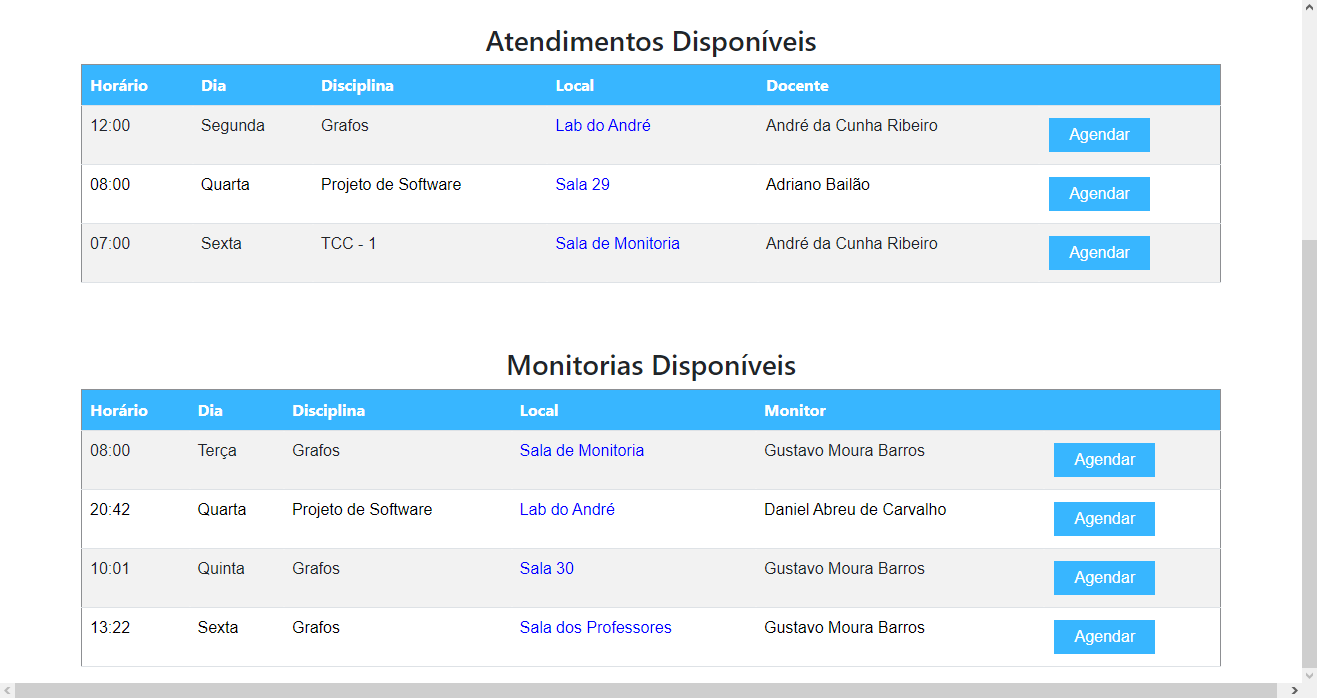 Atendimentos Disponíveis
Horário Dia Disciplina Local Docente
12:00 Segunda Grafos Lab do André André da Cunha Ribeiro Agendar
08:00 Quarta Projeto de Software Sala 29 Adriano Bailão Agendar
07:00 Sexta TCC - 1 Sala de Monitoria André da Cunha Ribeiro Agendar
Monitorias Disponíveis
Horário Dia Disciplina Local Monitor
08:00 Terça Grafos Sala de Monitoria Gustavo Moura Barros Agendar
20:42 Quarta Projeto de Software Lab do André Daniel Abreu de Carvalho Agendar
10:01 Quinta Grafos Sala 30 Gustavo Moura Barros Agendar
13:22 Sexta Grafos Sala dos Professores Gustavo Moura Barros Agendar